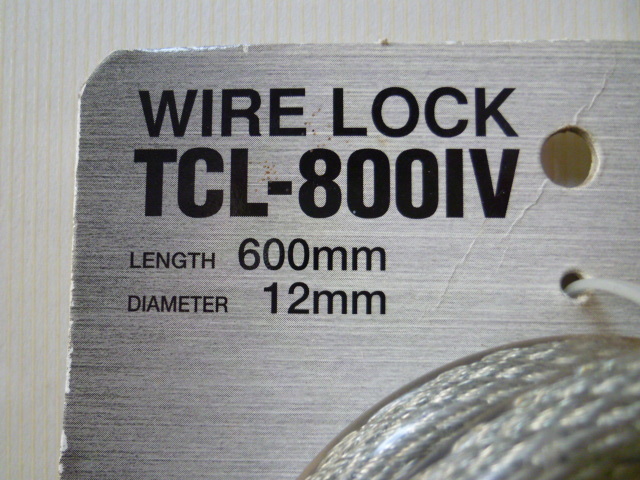 WIRE LOCK
TCL-800IV
LENGTH 600mm
DIAMETER 12mm